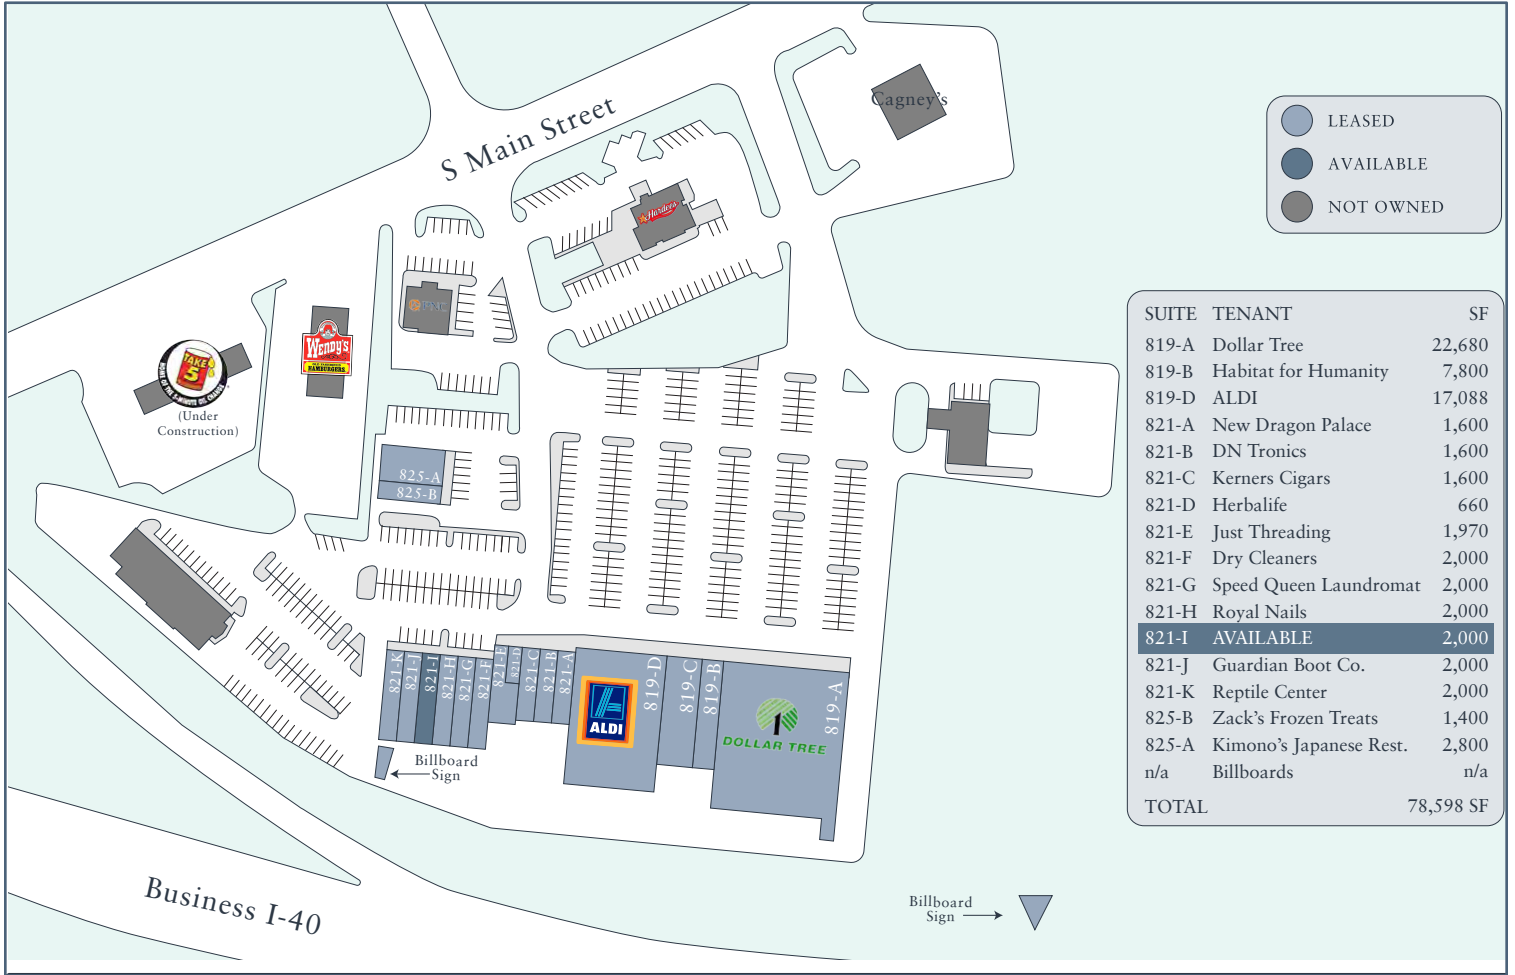 S Main Street
Cagney's
Hardee's
PNC
TAKE
5
(Under
Construction)
WENDY'S
HAMBURGERS
825-A
825-B
821-K
821-J
821-I
821-H
821-G
821-F
821-E
821-D
821-C
821-B
821-A
819-D
819-C
819-B
819-A
ALDI
1
DOLLAR TREE
Billboard
Sign
Business I-40
Billboard
Sign
LEASED
AVAILABLE
NOT OWNED
SUITE TENANT SF
819-A Dollar Tree 22,680
819-B Habitat for Humanity 7,800
819-D ALDI 17,088
821-A New Dragon Palace 1,600
821-B DN Tronics 1,600
821-C Kerners Cigars 1,600
821-D Herbalife 660
821-E Just Threading 1,970
821-F Dry Cleaners 2,000
821-G Speed Queen Laundromat 2,000
821-H Royal Nails 2,000
821-I AVAILABLE 2,000
821-J Guardian Boot Co. 2,000
821-K Reptile Center 2,000
825-B Zack's Frozen Treats 1,400
825-A Kimono's Japanese Rest. 2,800
n/a Billboards n/a
TOTAL 78,598 SF